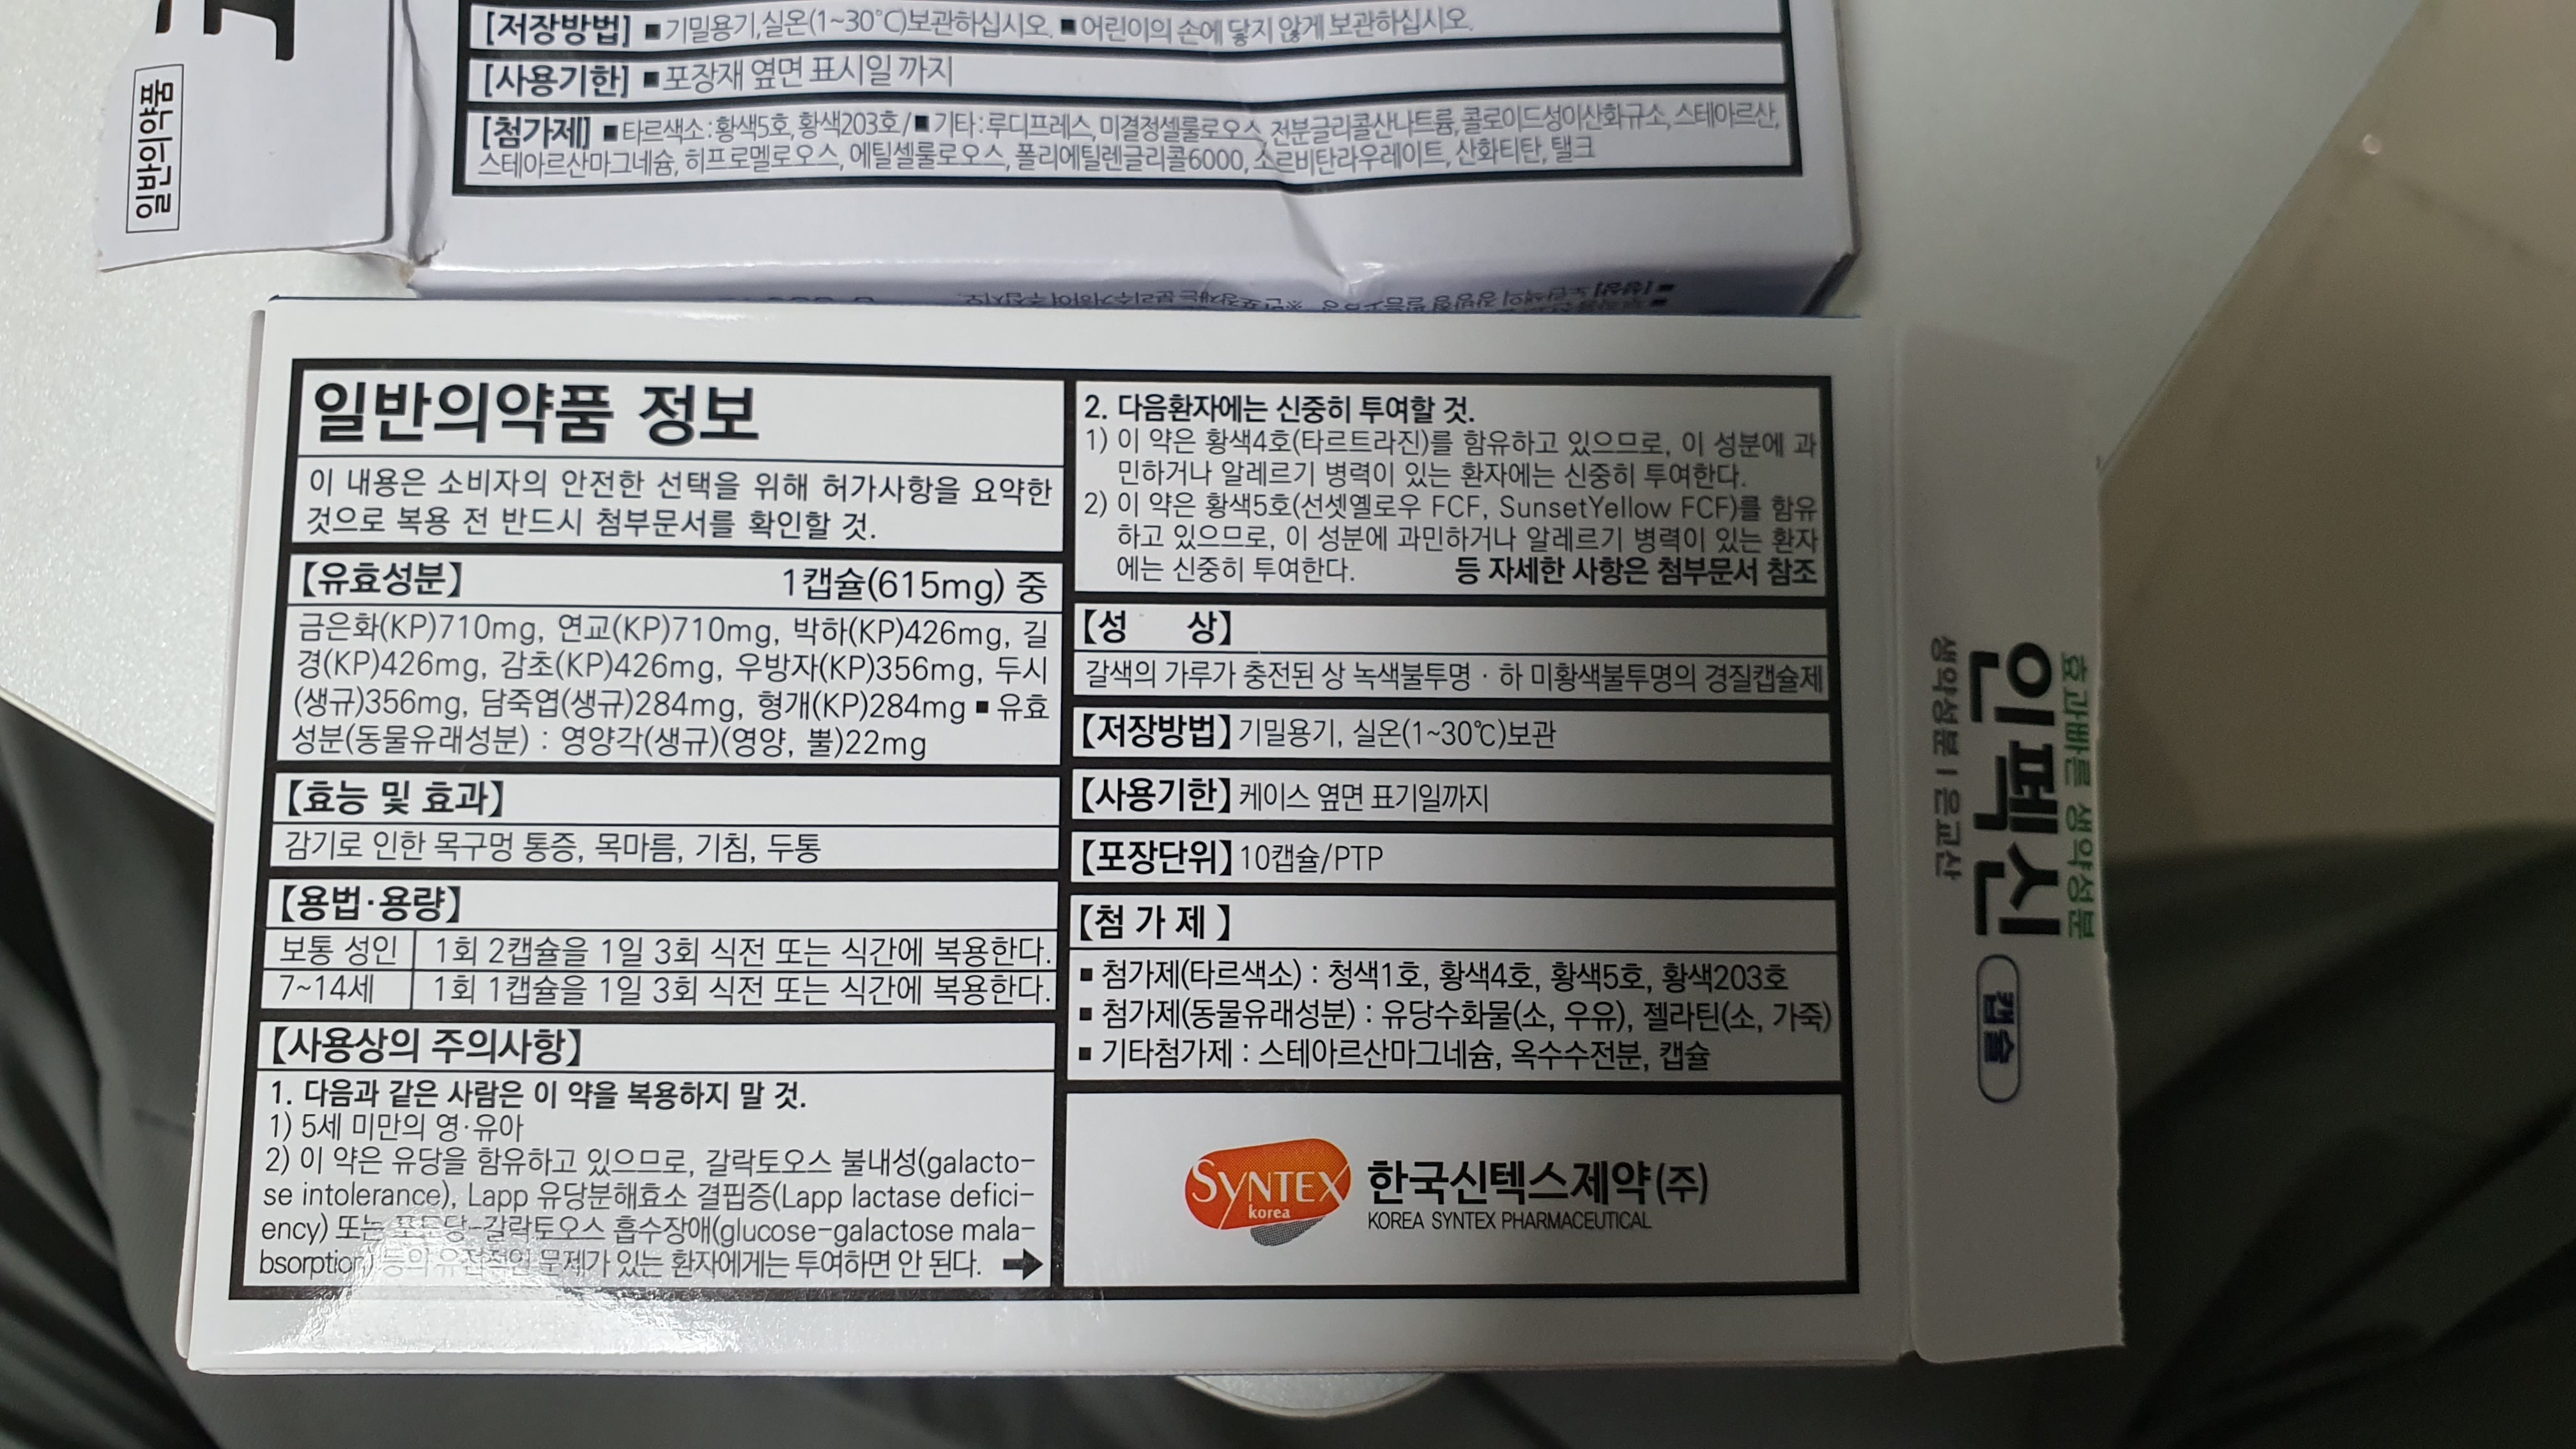 일반의약품
[저장방법] ■ 기밀용기, 실온(1~30℃)보관하십시오. ■ 어린이의 손에 닿지 않게 보관하십시오.
[사용기한] ■ 포장재 옆면 표시일 까지
[첨가제] ■ 타르색소:황색5호, 황색203호/■ 기타:루디프레스, 미결정셀룰로오스, 전분글리콜산나트륨, 콜로이드성이산화규소, 스테아르산,
스테아르산마그네슘, 히프로멜로오스, 에틸셀룰로오스, 폴리에틸렌글리콜6000, 소르비탄라우레이트, 산화티탄, 탤크
일반의약품 정보
이 내용은 소비자의 안전한 선택을 위해 허가사항을 요약한
것으로 복용 전 반드시 첨부문서를 확인할 것.
【유효성분】 1캡슐(615mg) 중
금은화(KP)710mg, 연교(KP)710mg, 박하(KP)426mg, 길
경(KP)426mg, 감초(KP)426mg, 우방자(KP)356mg, 두시
(생규)356mg, 담죽엽(생규)284mg, 형개(KP)284mg ■ 유효
성분(동물유래성분) : 영양각(생규)(영양, 뿔)22mg
【효능 및 효과】
감기로 인한 목구멍 통증, 목마름, 기침, 두통
【용법·용량】
보통 성인 1회 2캡슐을 1일 3회 식전 또는 식간에 복용한다.
7~14세 1회 1캡슐을 1일 3회 식전 또는 식간에 복용한다.
【사용상의 주의사항】
1. 다음과 같은 사람은 이 약을 복용하지 말 것.
1) 5세 미만의 영·유아
2) 이 약은 유당을 함유하고 있으므로, 갈락토오스 불내성(galacto-
se intolerance), Lapp 유당분해효소 결핍증(Lapp lactase defici-
ency) 또는 포도당-갈락토오스 흡수장애(glucose-galactose mala-
bsorption) 등의 유전적인 문제가 있는 환자에게는 투여하면 안 된다. ➡
2. 다음환자에는 신중히 투여할 것.
1) 이 약은 황색4호(타르트라진)를 함유하고 있으므로, 이 성분에 과
민하거나 알레르기 병력이 있는 환자에는 신중히 투여한다.
2) 이 약은 황색5호(선셋옐로우 FCF, SunsetYellow FCF)를 함유
하고 있으므로, 이 성분에 과민하거나 알레르기 병력이 있는 환자
에는 신중히 투여한다. 등 자세한 사항은 첨부문서 참조
【성 상】
갈색의 가루가 충전된 상 녹색불투명 · 하 미황색불투명의 경질캡슐제
【저장방법】 기밀용기, 실온(1~30℃)보관
【사용기한】 케이스 옆면 표기일까지
【포장단위】 10캡슐/PTP
【첨 가 제 】
■ 첨가제(타르색소) : 청색1호, 황색4호, 황색5호, 황색203호
■ 첨가제(동물유래성분) : 유당수화물(소, 우유), 젤라틴(소, 가죽)
■ 기타첨가제 : 스테아르산마그네슘, 옥수수전분, 캡슐
SYNTEX
korea
한국신텍스제약(주)
KOREA SYNTEX PHARMACEUTICAL
효과빠른 생약성분
인펙신 캡슐
생약성분 | 은교산